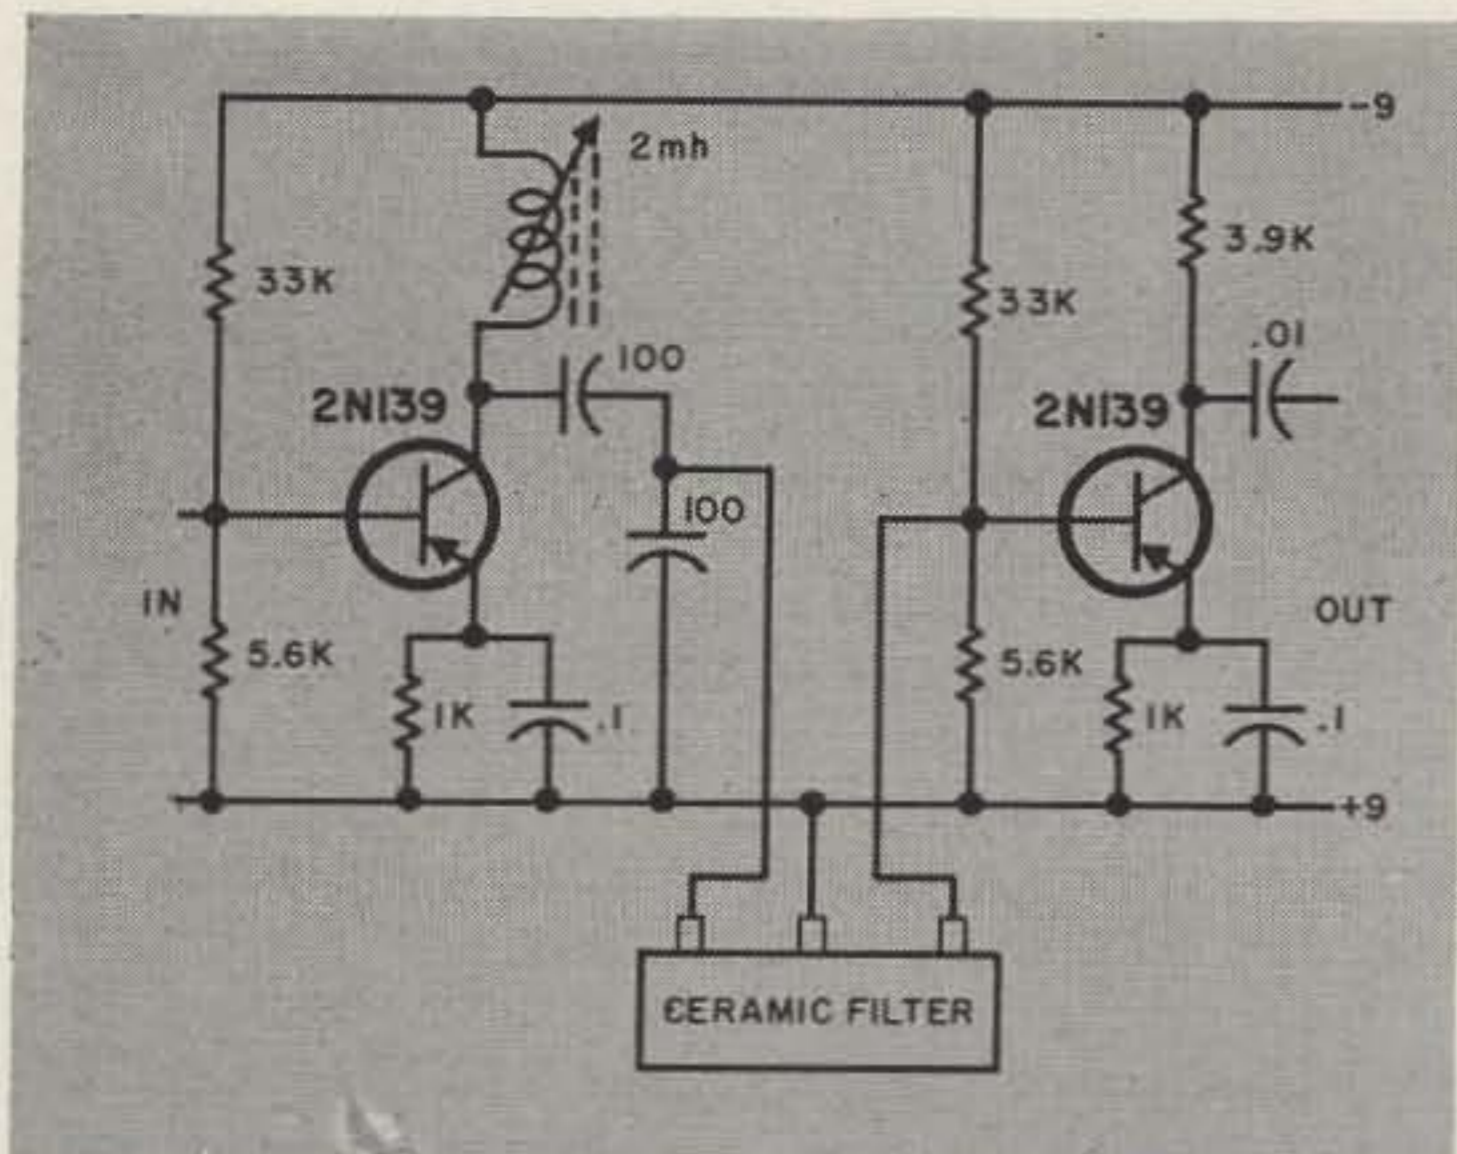 -9
2mh
3.9K
33K
33K
100
.01
2N139
2N139
100
IN
OUT
5.6K
5.6K
1K
.1
1K
.1
+9
CERAMIC FILTER